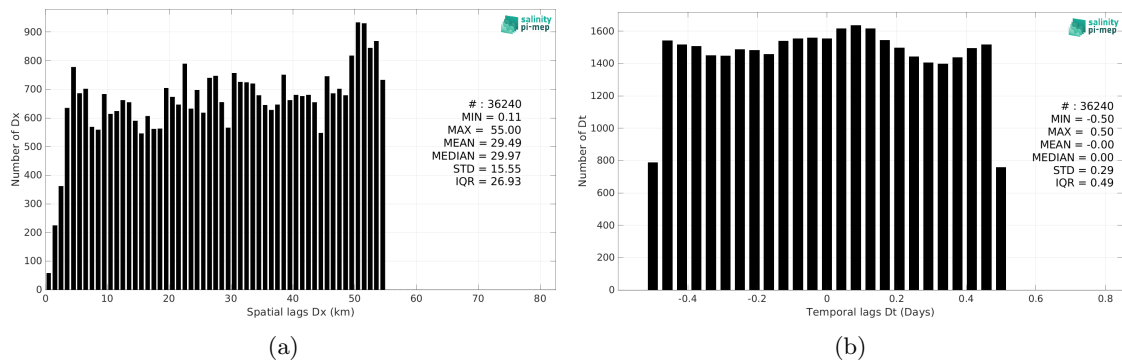 900
800
700
600
500
400
300
200
100
0
Number of Dx
0 10 20 30 40 50 60 70 80
Spatial lags Dx (km)
salinity
pi-mep
# : 36240
MIN = 0.11
MAX = 55.00
MEAN = 29.49
MEDIAN = 29.97
STD = 15.55
IQR = 26.93
(a)
1600
1400
1200
1000
800
600
400
200
0
Number of Dt
-0.4 -0.2 0 0.2 0.4 0.6 0.8
Temporal lags Dt (Days)
salinity
pi-mep
# : 36240
MIN = -0.50
MAX = 0.50
MEAN = -0.00
MEDIAN = 0.00
STD = 0.29
IQR = 0.49
(b)